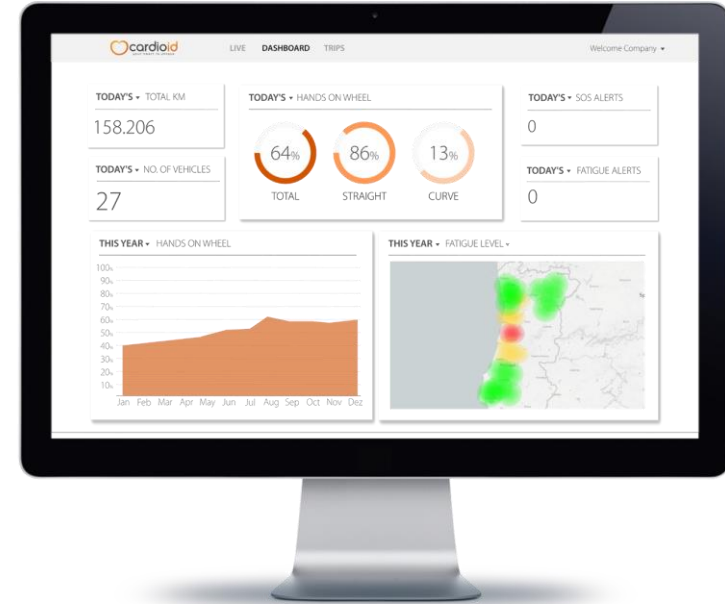 cardioid
LIVE DASHBOARD TRIPS
Welcome Company
TODAY'S TOTAL KM
158.206
TODAY'S NO. OF VEHICLES
27
TODAY'S HANDS ON WHEEL
64% 86% 13%
TOTAL STRAIGHT CURVE
TODAY'S SOS ALERTS
0
TODAY'S FATIGUE ALERTS
0
THIS YEAR HANDS ON WHEEL
100%
90%
80%
70%
60%
50%
40%
30%
20%
10%
Jan Feb Mar Apr May Jun Jul Aug Sep Oct Nov Dez
THIS YEAR FATIGUE LEVEL